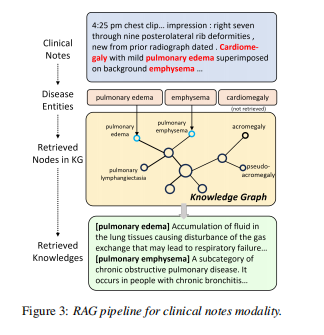 Clinical
Notes
4:25 pm chest clip... impression : right seven
through nine posterolateral rib deformities ,
new from prior radiograph dated . Cardiome-
galy with mild pulmonary edema superimposed
on background emphysema ...
Disease
Entities
pulmonary edema
emphysema
cardiomegaly
(not retrieved)
Retrieved
Nodes in KG
pulmonary
edema
pulmonary
emphysema
acromegaly
pulmonary
lymphangiectasia
pseudo-
acromegaly
Knowledge Graph
Retrieved
Knowledges
[pulmonary edema] Accumulation of fluid in
the lung tissues causing disturbance of the gas
exchange that may lead to respiratory failure...
[pulmonary emphysema] A subcategory of
chronic obstructive pulmonary disease. It
occurs in people with chronic bronchitis...
Figure 3: RAG pipeline for clinical notes modality.